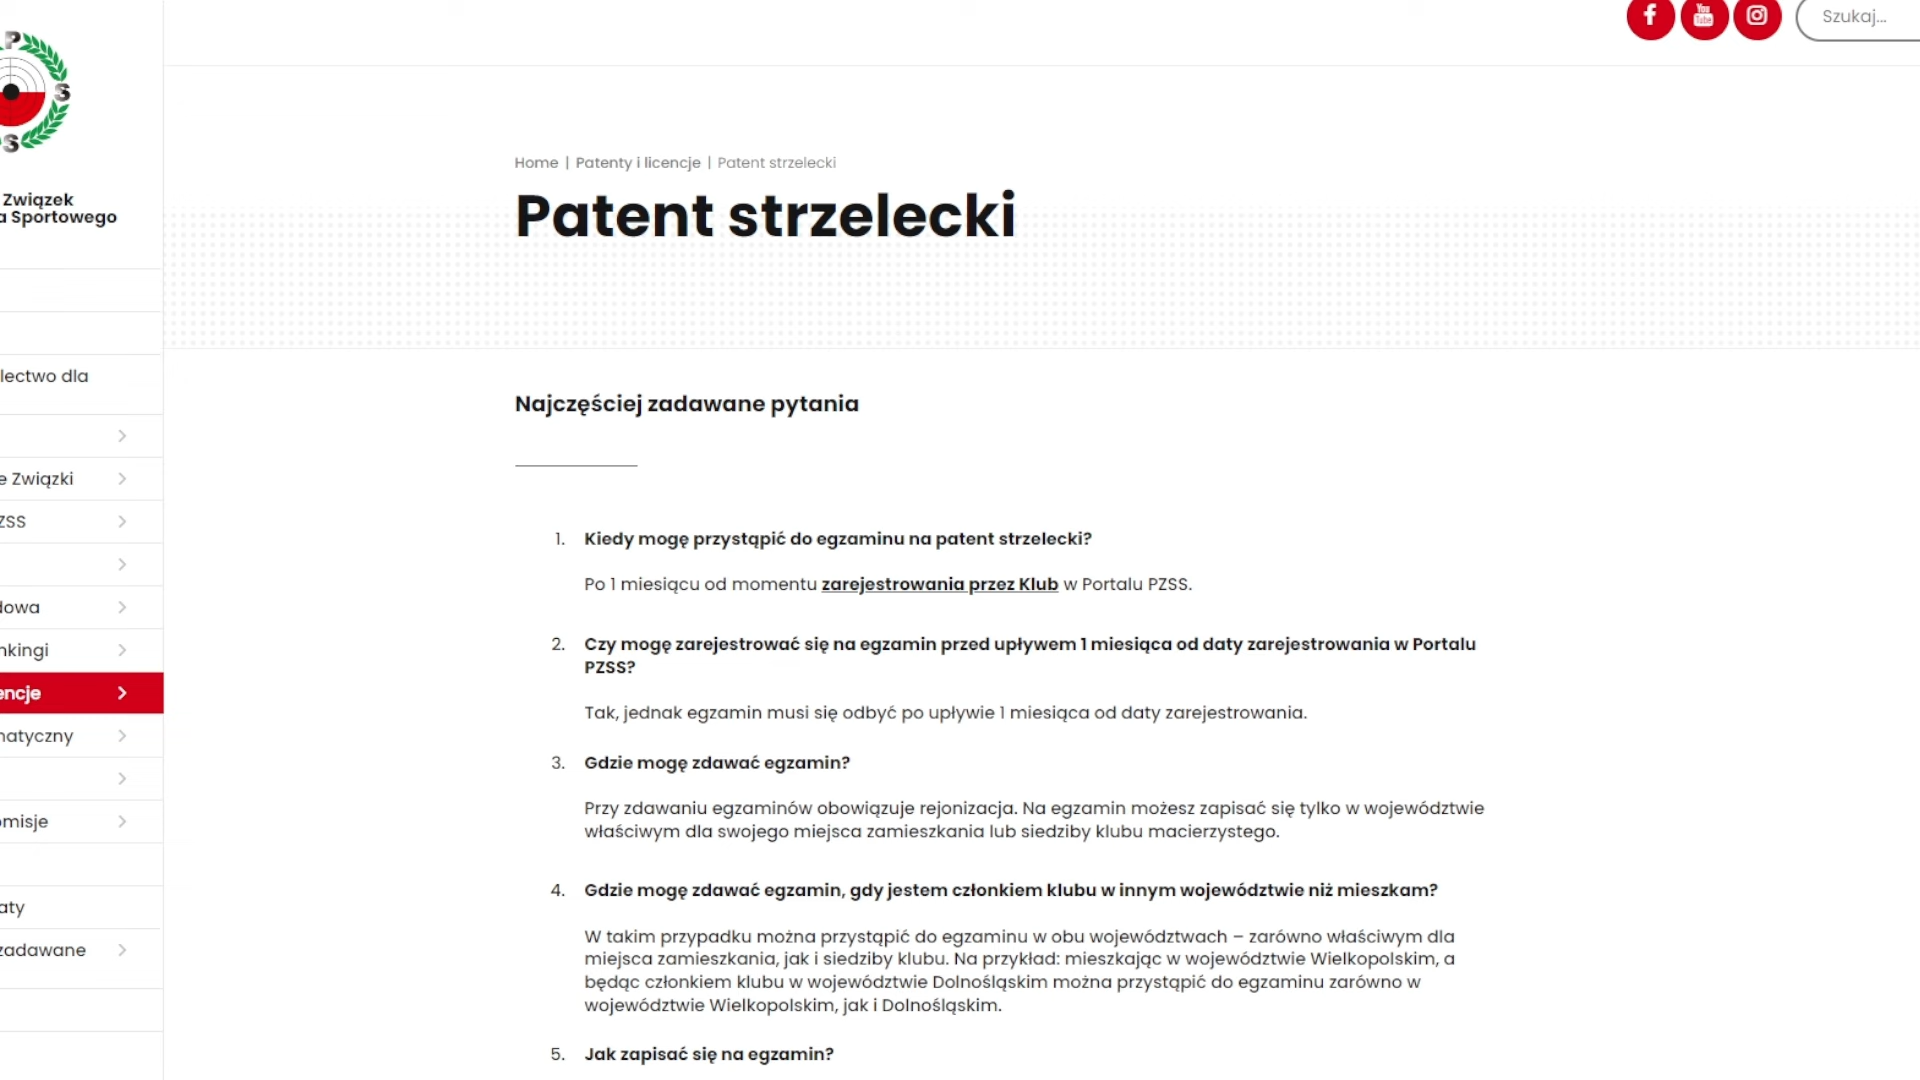 Szukaj...
P
S
S
Związek
a Sportowego
lectwo dla
e Związki
ZSS
dowa
nkingi
encje
matyczny
omisje
aty
zadawane
Home | Patenty i licencje | Patent strzelecki
Patent strzelecki
Najczęściej zadawane pytania
1. Kiedy mogę przystąpić do egzaminu na patent strzelecki?
Po 1 miesiącu od momentu zarejestrowania przez Klub w Portalu PZSS.
2. Czy mogę zarejestrować się na egzamin przed upływem 1 miesiąca od daty zarejestrowania w Portalu
PZSS?
Tak, jednak egzamin musi się odbyć po upływie 1 miesiąca od daty zarejestrowania.
3. Gdzie mogę zdawać egzamin?
Przy zdawaniu egzaminów obowiązuje rejonizacja. Na egzamin możesz zapisać się tylko w województwie
właściwym dla swojego miejsca zamieszkania lub siedziby klubu macierzystego.
4. Gdzie mogę zdawać egzamin, gdy jestem członkiem klubu w innym województwie niż mieszkam?
W takim przypadku można przystąpić do egzaminu w obu województwach – zarówno właściwym dla
miejsca zamieszkania, jak i siedziby klubu. Na przykład: mieszkając w województwie Wielkopolskim, a
będąc członkiem klubu w województwie Dolnośląskim można przystąpić do egzaminu zarówno w
województwie Wielkopolskim, jak i Dolnośląskim.
5. Jak zapisać się na egzamin?